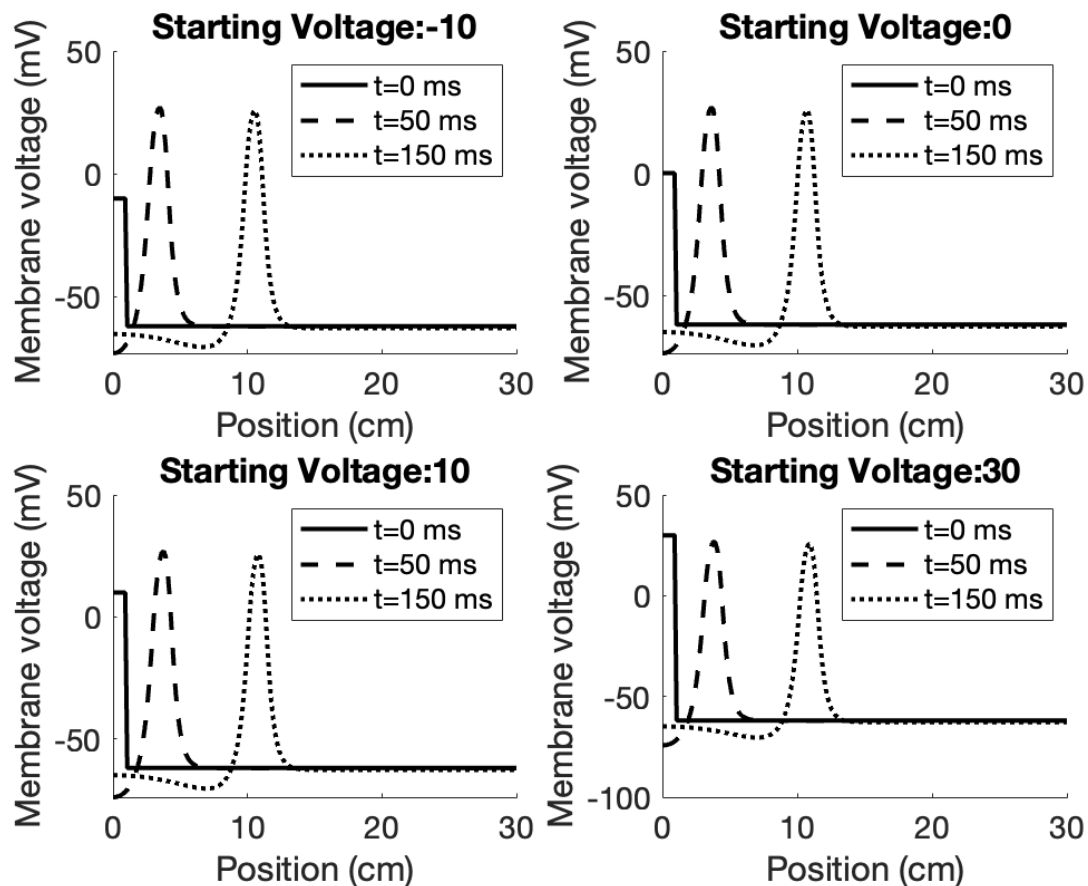 Starting Voltage:-10
Membrane voltage (mV)
50
0
-50
t=0 ms
t=50 ms
t=150 ms
0 10 20 30
Position (cm)
Starting Voltage:0
Membrane voltage (mV)
50
0
-50
t=0 ms
t=50 ms
t=150 ms
0 10 20 30
Position (cm)
Starting Voltage:10
Membrane voltage (mV)
50
0
-50
t=0 ms
t=50 ms
t=150 ms
0 10 20 30
Position (cm)
Starting Voltage:30
Membrane voltage (mV)
50
0
-50
-100
t=0 ms
t=50 ms
t=150 ms
0 10 20 30
Position (cm)